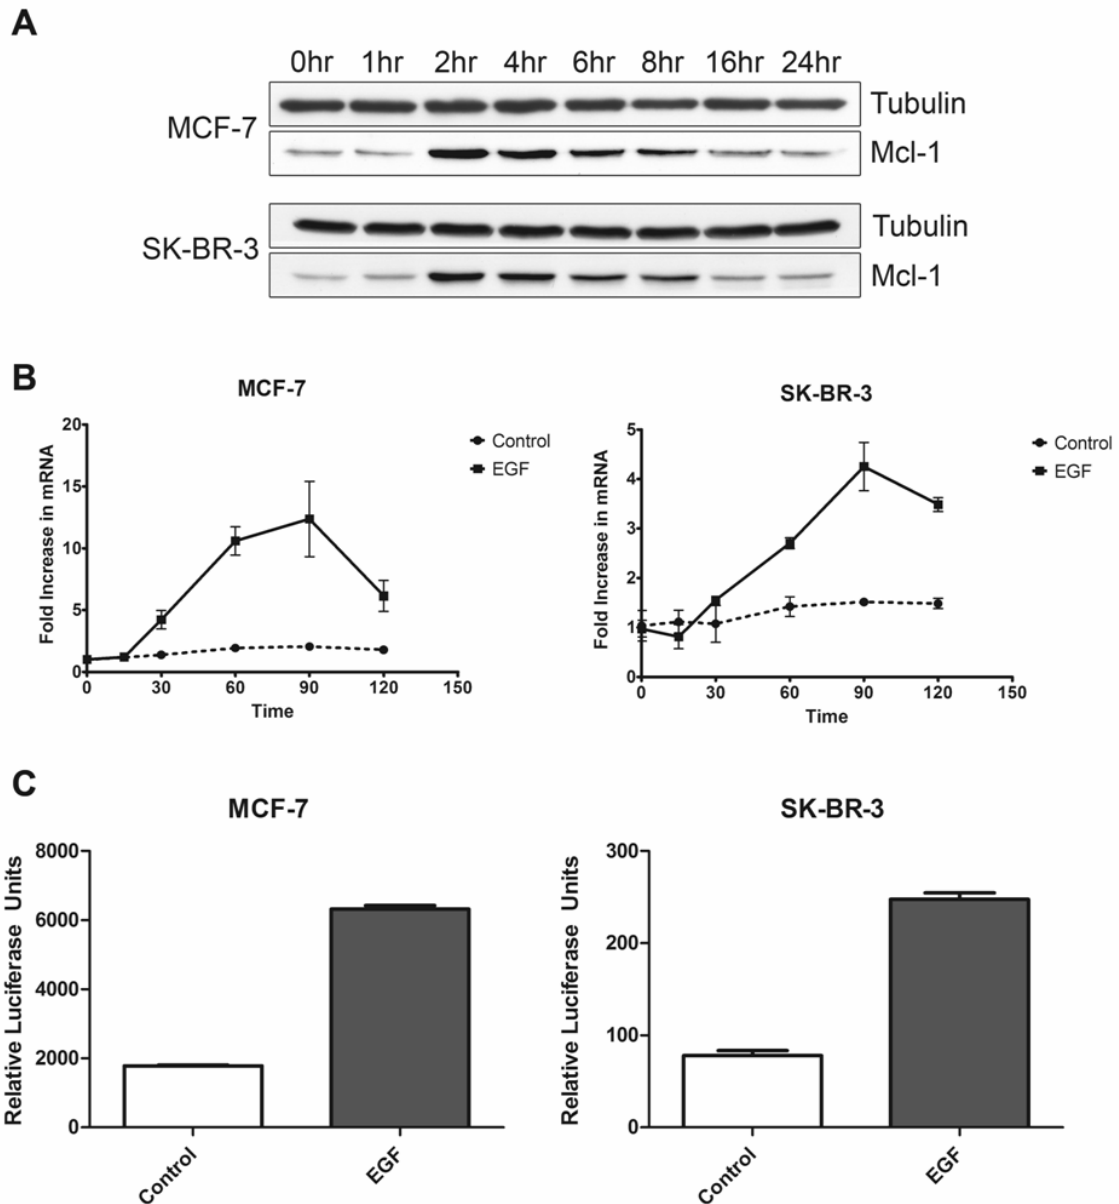 A
0hr 1hr 2hr 4hr 6hr 8hr 16hr 24hr
MCF-7
Tubulin
Mcl-1
SK-BR-3
Tubulin
Mcl-1
B
MCF-7
20
15
10
5
0
Fold Increase in mRNA
0 30 60 90 120 150
Time
Control
EGF
SK-BR-3
5
4
3
2
1
0
Fold Increase in mRNA
0 30 60 90 120 150
Time
Control
EGF
C
MCF-7
8000
6000
4000
2000
0
Relative Luciferase Units
Control
EGF
SK-BR-3
300
200
100
0
Relative Luciferase Units
Control
EGF